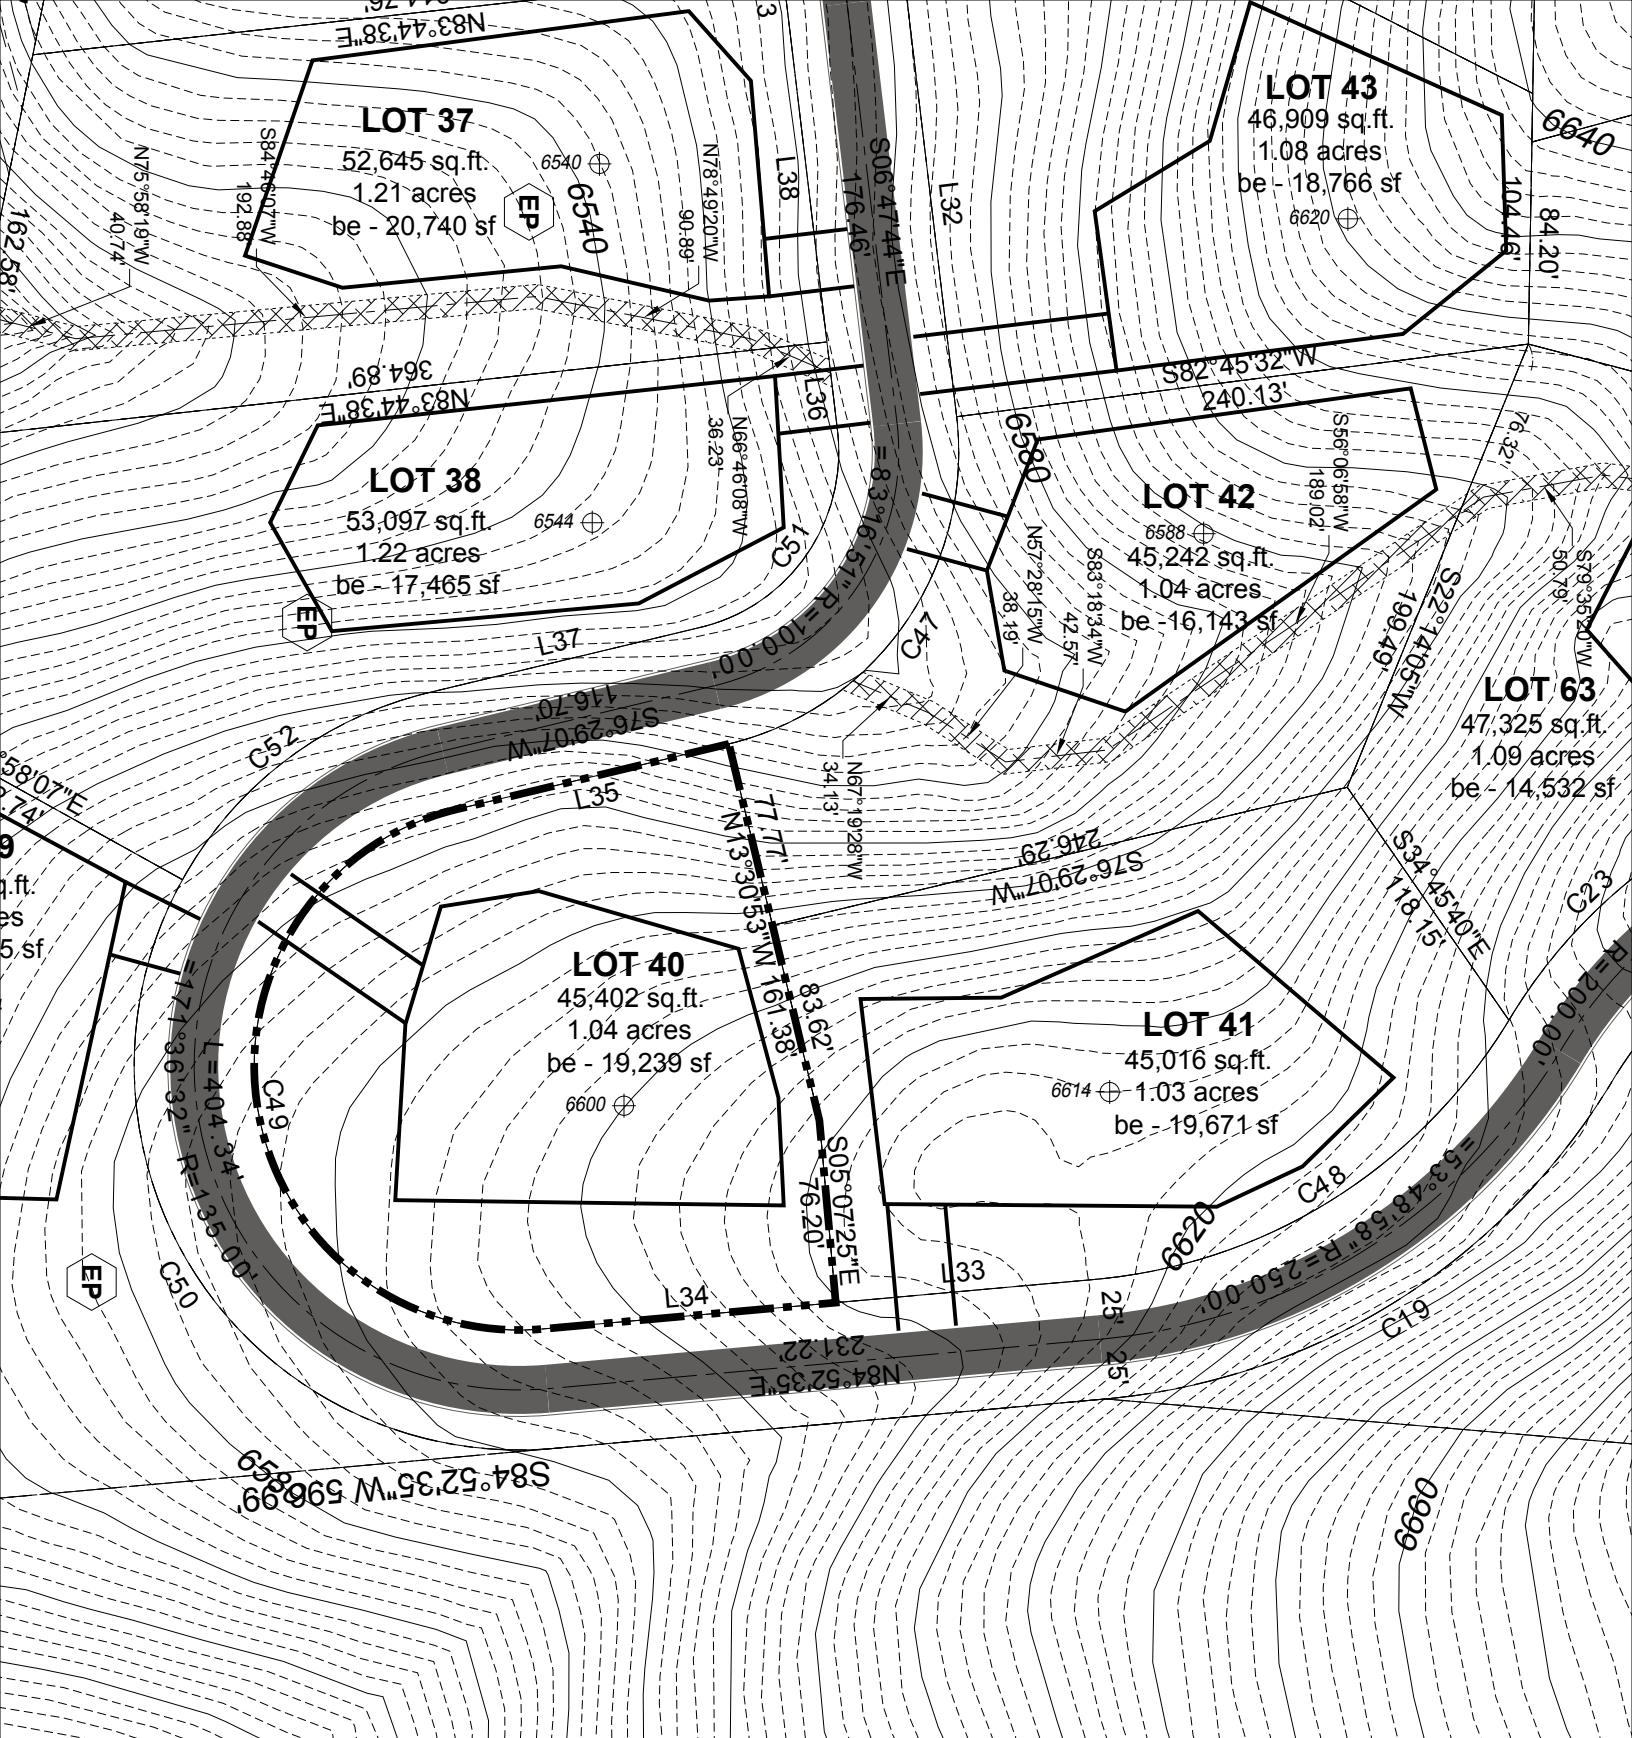 N83°44'38"E
LOT 37
52,645 sq.ft.
1.21 acres
be - 20,740 sf
6540
EP
6540
N75°58'19"W
40.74'
S84°46'07"W
192.88'
N78°49'20"W
90.89'
162.58'
L38
S06°47'44"E
176.46'
L32
LOT 43
46,909 sq.ft.
1.08 acres
be - 18,766 sf
6620
6640
104.46'
84.20'
364.89'
N83°44'38"E
L36
S82°45'32"W
240.13'
LOT 38
53,097 sq.ft.
1.22 acres
be - 17,465 sf
6544
EP
N66°46'08"W
36.23'
C51
L37
6580
LOT 42
6588
45,242 sq.ft.
1.04 acres
be -16,143 sf
S56°06'58"W
189.02'
76.32'
N57°28'15"W
38.19'
S83°18'34"W
42.57'
S79°35'20"W
50.79'
S22°14'05"W
199.49'
C47
=83°16'51" R=100.00'
116.70'
S76°29'07"W
LOT 63
47,325 sq.ft.
1.09 acres
be - 14,532 sf
C52
58'07"E
.74'
9
q.ft.
es
5 sf
L35
77.77'
N13°30'53"W 161.38'
83.62'
N67°19'28"W
34.13'
246.29'
S76°29'07"W
S34°45'40"E
118.15'
C23
R=200.00'
LOT 40
45,402 sq.ft.
1.04 acres
be - 19,239 sf
6600
LOT 41
45,016 sq.ft.
1.03 acres
be - 19,671 sf
6614
C49
L=404.34'
=171°36'32" R=135.00'
S05°07'25"E
76.20'
C48
6620
L33
L34
EP
C50
25'
25'
=53°48'58" R=250.00'
C19
231.22'
N84°52'35"E
S84°52'35"W 596.99'
6660